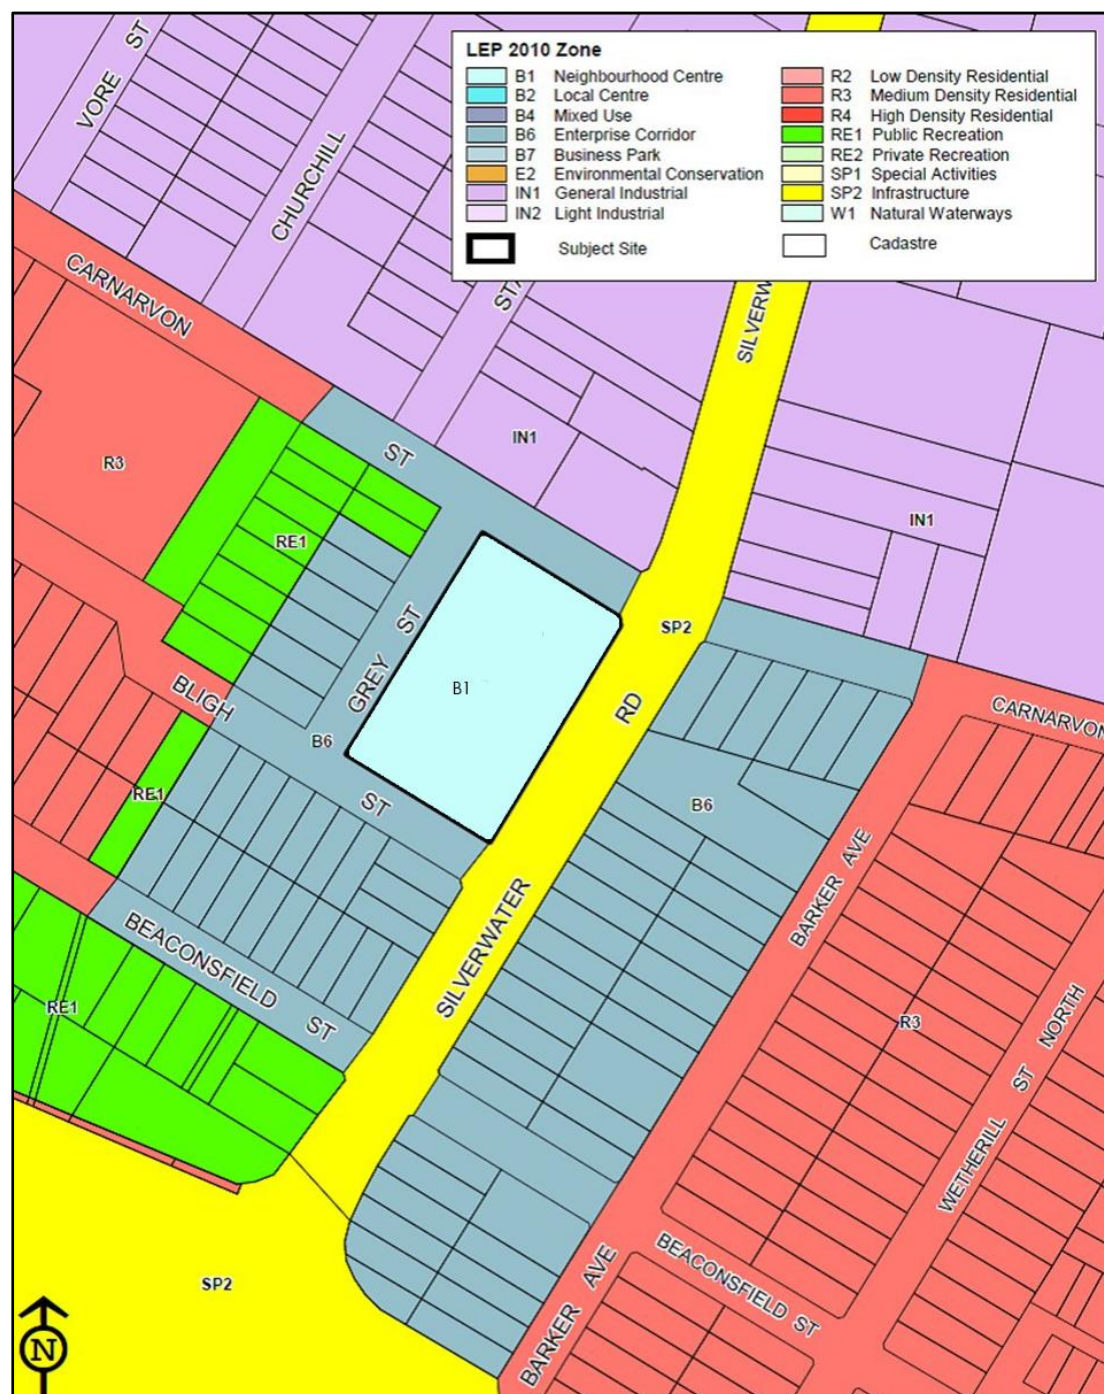 LEP 2010 Zone
B1 Neighbourhood Centre
B2 Local Centre
B4 Mixed Use
B6 Enterprise Corridor
B7 Business Park
E2 Environmental Conservation
IN1 General Industrial
IN2 Light Industrial
Subject Site
R2 Low Density Residential
R3 Medium Density Residential
R4 High Density Residential
RE1 Public Recreation
RE2 Private Recreation
SP1 Special Activities
SP2 Infrastructure
W1 Natural Waterways
Cadastre
VORE ST
CHURCHILL
STA
SILVERW
CARNARVON
ST
IN1
R3
IN1
RE1
GREY ST
SP2
B1
RD
BLIGH
B6
ST
CARNARVON
RE1
B6
BARKER AVE
SILVERWATER
BEACONSFIELD
ST
RE1
R3
WETHERILL ST NORTH
SP2
BEACONSFIELD ST
BARKER AVE
N